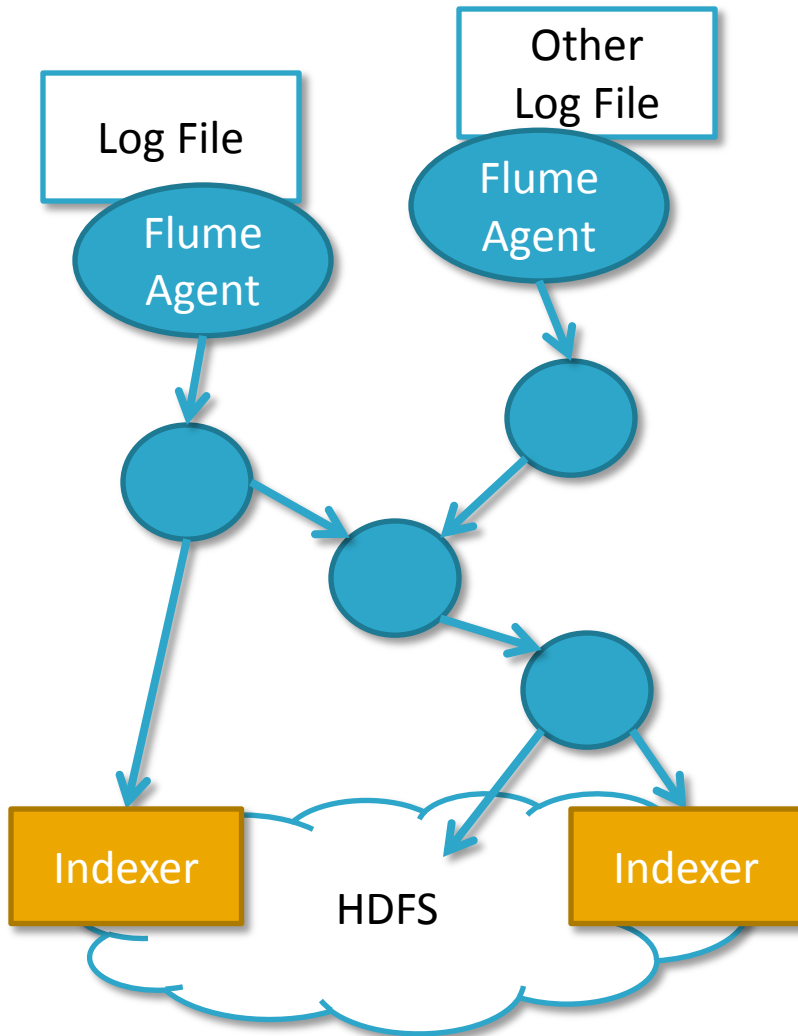 Other
Log File
Log File
Flume
Agent
Flume
Agent
Indexer
HDFS
Indexer